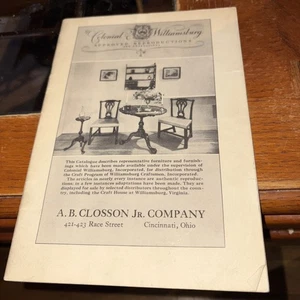 Colonial Williamsburg
APPROVED REPRODUCTIONS
This Catalogue describes representative furniture and furnish-
ings which have been made available under the supervision of
Colonial Williamsburg, Incorporated, for distribution through
the Craft Program of Williamsburg Craftsmen, Incorporated.
The articles in nearly every instance are authentic reproduc-
tions. In a few instances adaptations have been made. They are
displayed for sale by selected distributors throughout the coun-
try, including the Craft House at Williamsburg, Virginia.
A. B. CLOSSON JR. COMPANY
421-423 Race Street Cincinnati, Ohio